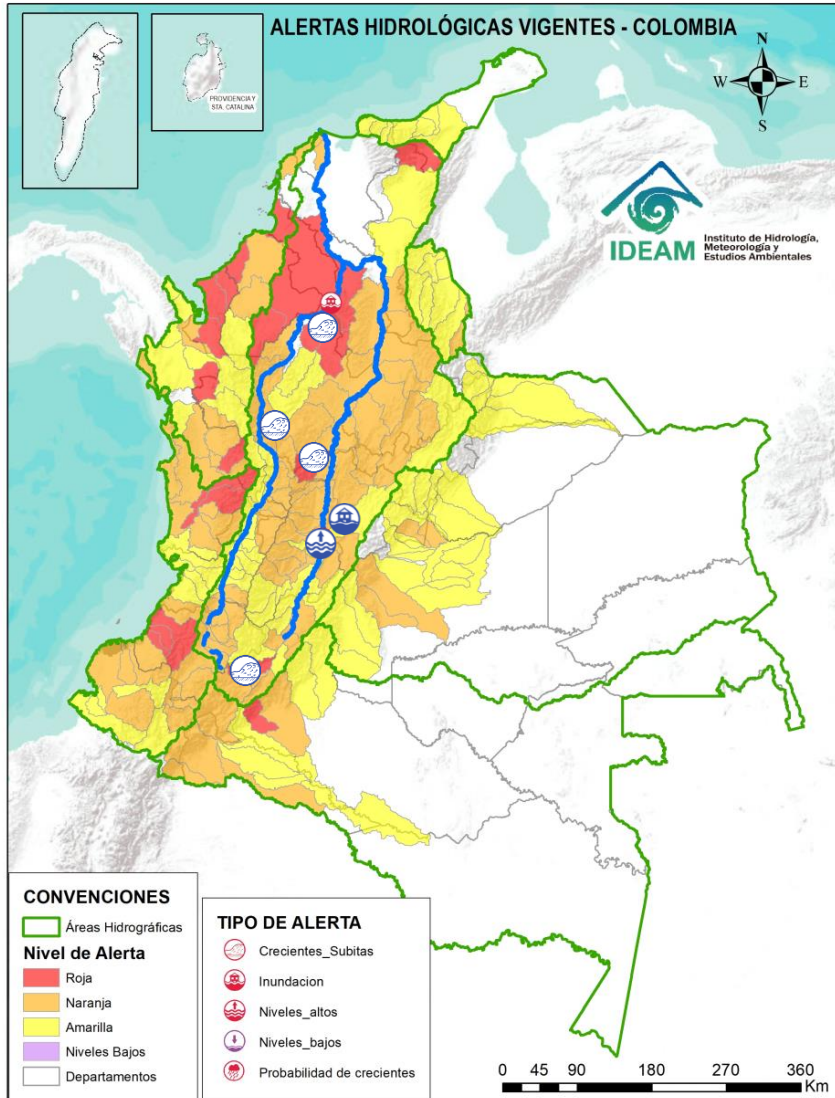 ALERTAS HIDROLÓGICAS VIGENTES - COLOMBIA
PROVIDENCIA Y
STA. CATALINA
N
W
E
S
IDEAM
Instituto de Hidrología,
Meteorología y
Estudios Ambientales
CONVENCIONES
Áreas Hidrográficas
Nivel de Alerta
Roja
Naranja
Amarilla
Niveles Bajos
Departamentos
TIPO DE ALERTA
Crecientes_Subitas
Inundacion
Niveles_altos
Niveles_bajos
Probabilidad de crecientes
0 45 90 180 270 360
Km